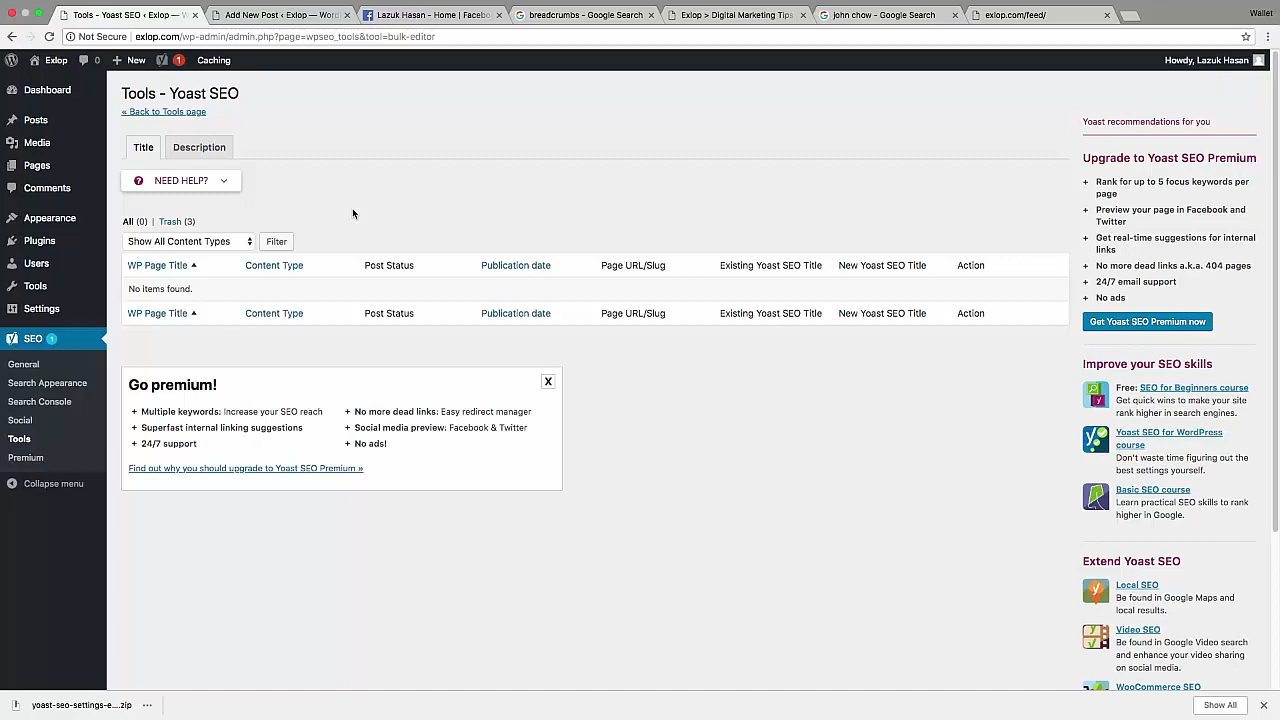 Tools - Yoast SEO < Exlop — W
Add New Post < Exlop — Word
Lazuk Hasan - Home | Facebo
breadcrumbs - Google Search
Exlop > Digital Marketing Tips
john chow - Google Search
exlop.com/feed/
Wallet
Not Secure | exlop.com/wp-admin/admin.php?page=wpseo_tools&tool=bulk-editor
Exlop 0 + New 1 Caching
Howdy, Lazuk Hasan
Dashboard
Posts
Media
Pages
Comments
Appearance
Plugins
Users
Tools
Settings
SEO 1
General
Search Appearance
Search Console
Social
Tools
Premium
Collapse menu
Tools - Yoast SEO
« Back to Tools page
Title Description
NEED HELP?
All (0) | Trash (3)
Show All Content Types Filter
WP Page Title Content Type Post Status Publication date Page URL/Slug Existing Yoast SEO Title New Yoast SEO Title Action
No items found.
WP Page Title Content Type Post Status Publication date Page URL/Slug Existing Yoast SEO Title New Yoast SEO Title Action
Go premium! X
+ Multiple keywords: Increase your SEO reach
+ Superfast internal linking suggestions
+ 24/7 support
+ No more dead links: Easy redirect manager
+ Social media preview: Facebook & Twitter
+ No ads!
Find out why you should upgrade to Yoast SEO Premium »
Yoast recommendations for you
Upgrade to Yoast SEO Premium
+ Rank for up to 5 focus keywords per
page
+ Preview your page in Facebook and
Twitter
+ Get real-time suggestions for internal
links
+ No more dead links a.k.a. 404 pages
+ 24/7 email support
+ No ads
Get Yoast SEO Premium now
Improve your SEO skills
Free: SEO for Beginners course
Get quick wins to make your site
rank higher in search engines.
Yoast SEO for WordPress
course
Don't waste time figuring out the
best settings yourself.
Basic SEO course
Learn practical SEO skills to rank
higher in Google.
Extend Yoast SEO
Local SEO
Be found in Google Maps and
local results.
Video SEO
Be found in Google Video search
and enhance your video sharing
on social media.
WooCommerce SEO
yoast-seo-settings-e....zip
Show All